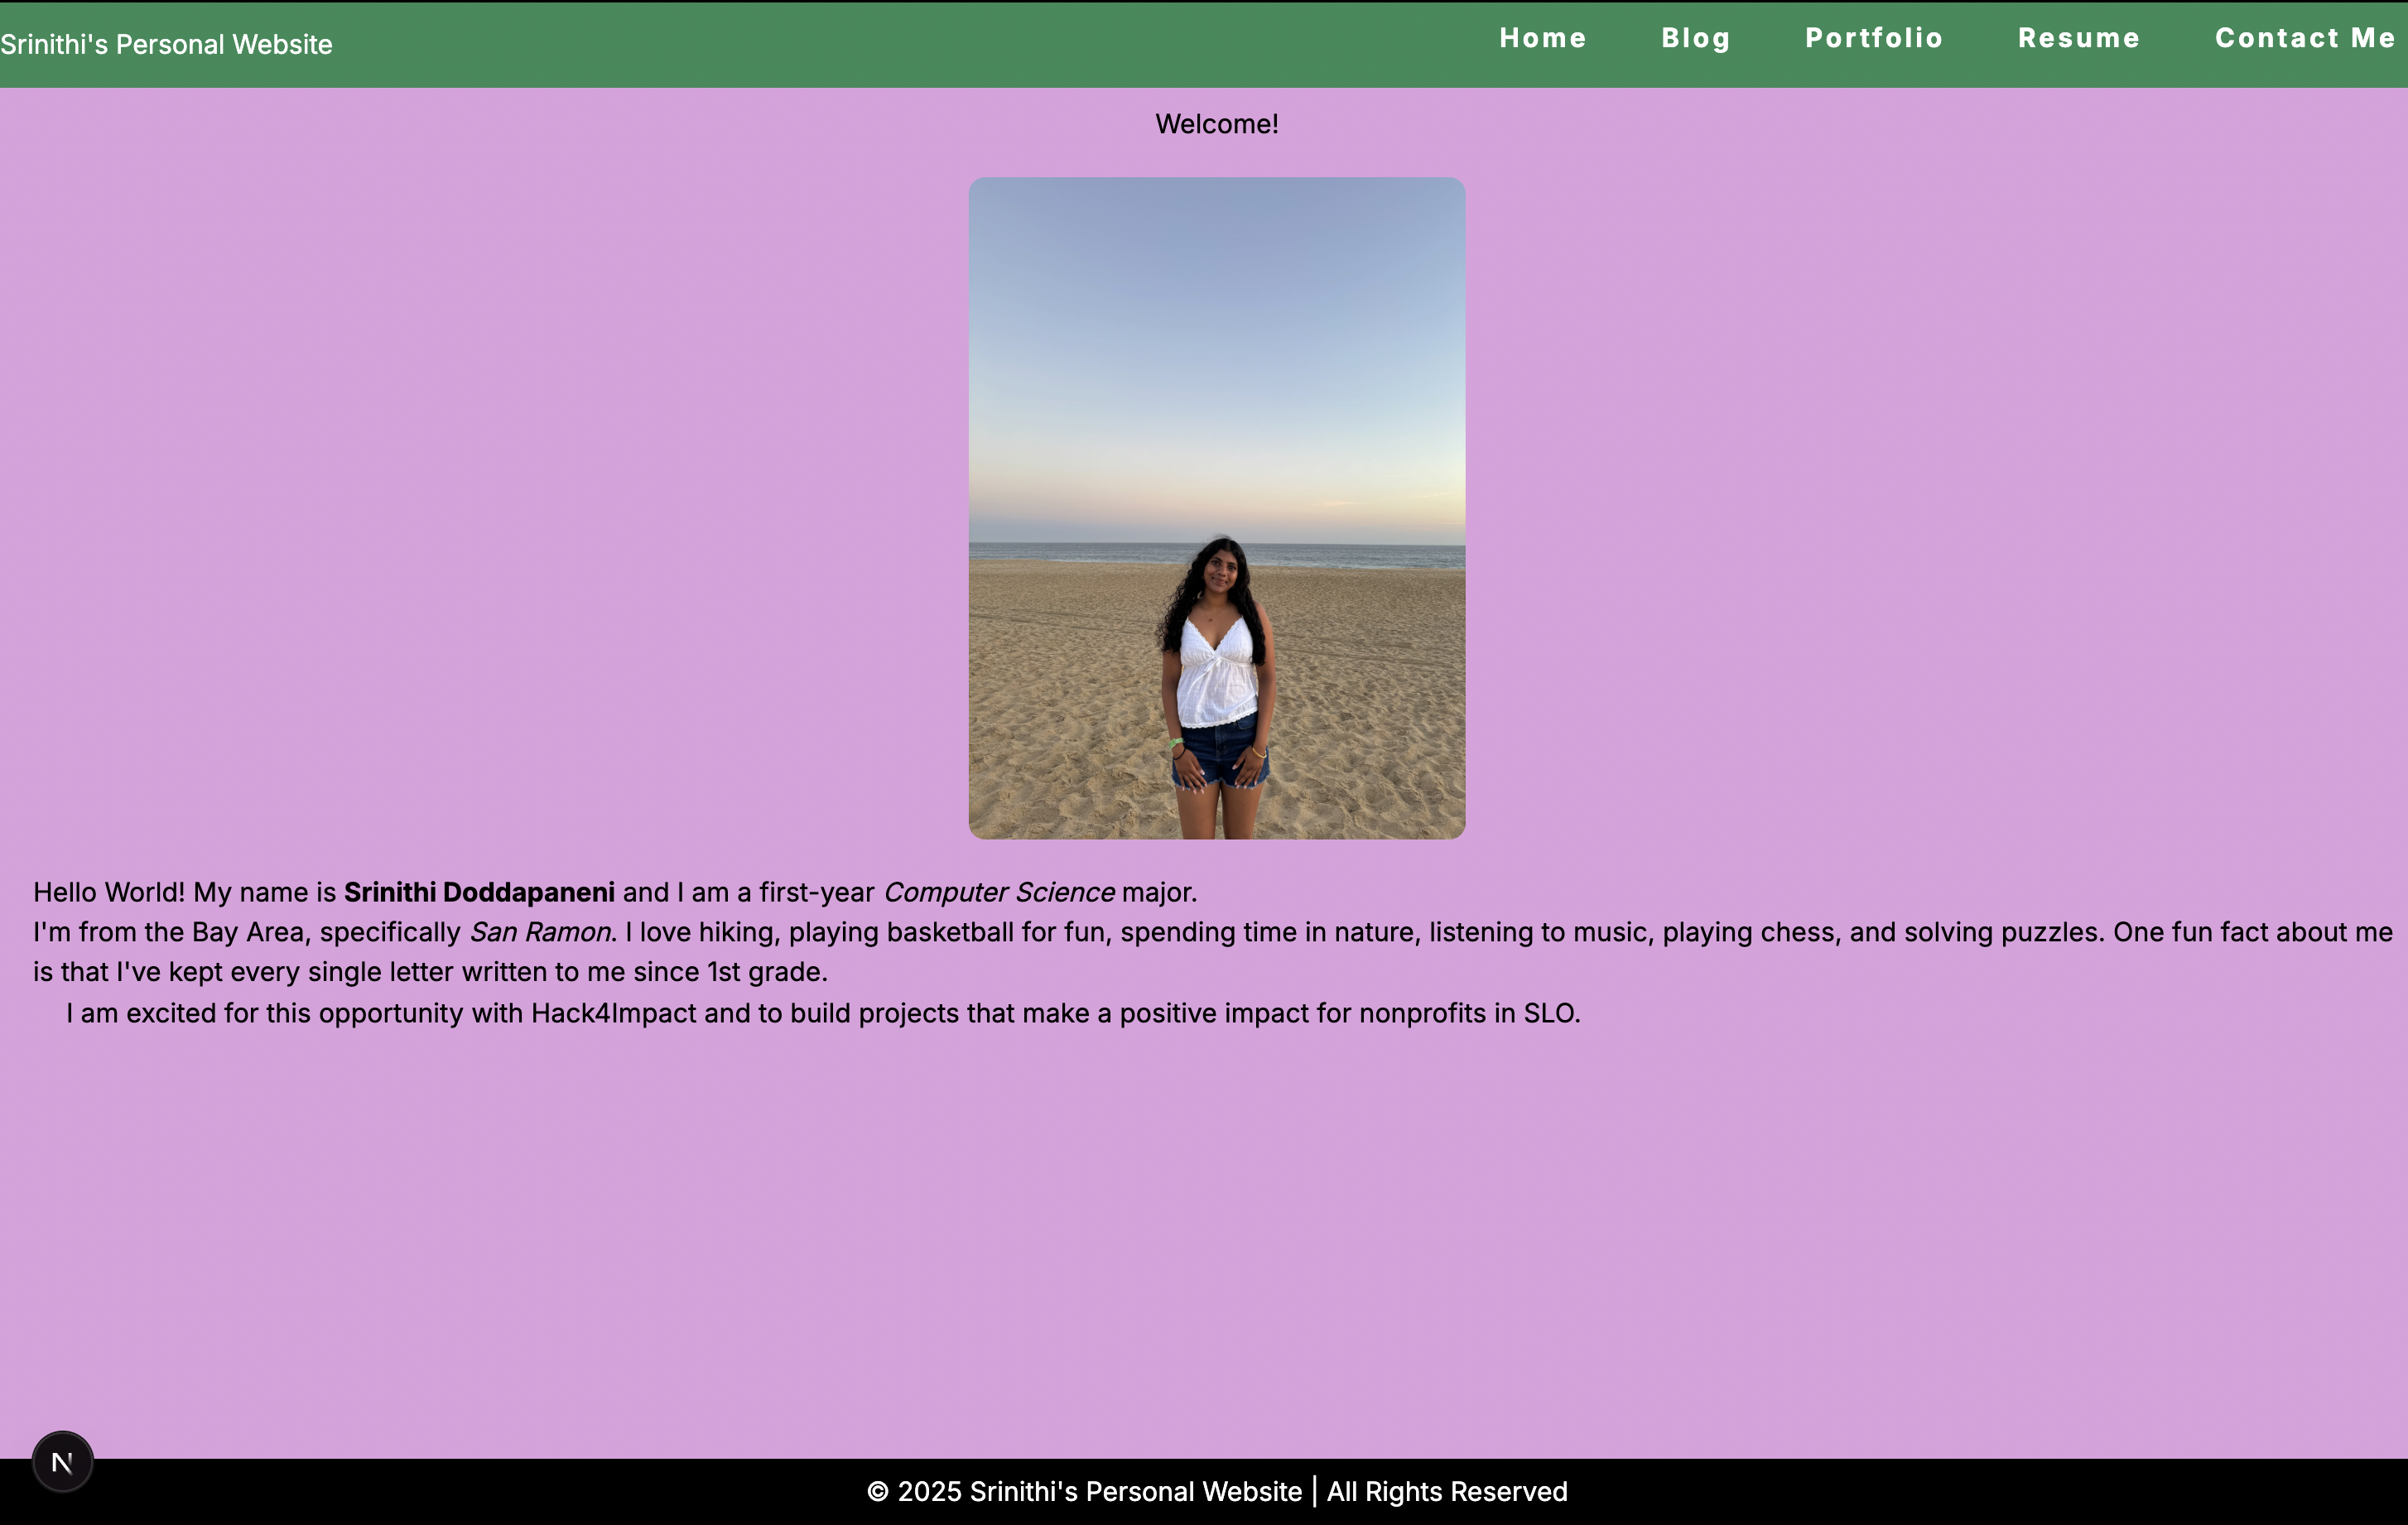 Srinithi's Personal Website
Home Blog Portfolio Resume Contact Me
Welcome!
Hello World! My name is Srinithi Doddapaneni and I am a first-year Computer Science major.
I'm from the Bay Area, specifically San Ramon. I love hiking, playing basketball for fun, spending time in nature, listening to music, playing chess, and solving puzzles. One fun fact about me
is that I've kept every single letter written to me since 1st grade.
I am excited for this opportunity with Hack4Impact and to build projects that make a positive impact for nonprofits in SLO.
N
© 2025 Srinithi's Personal Website | All Rights Reserved